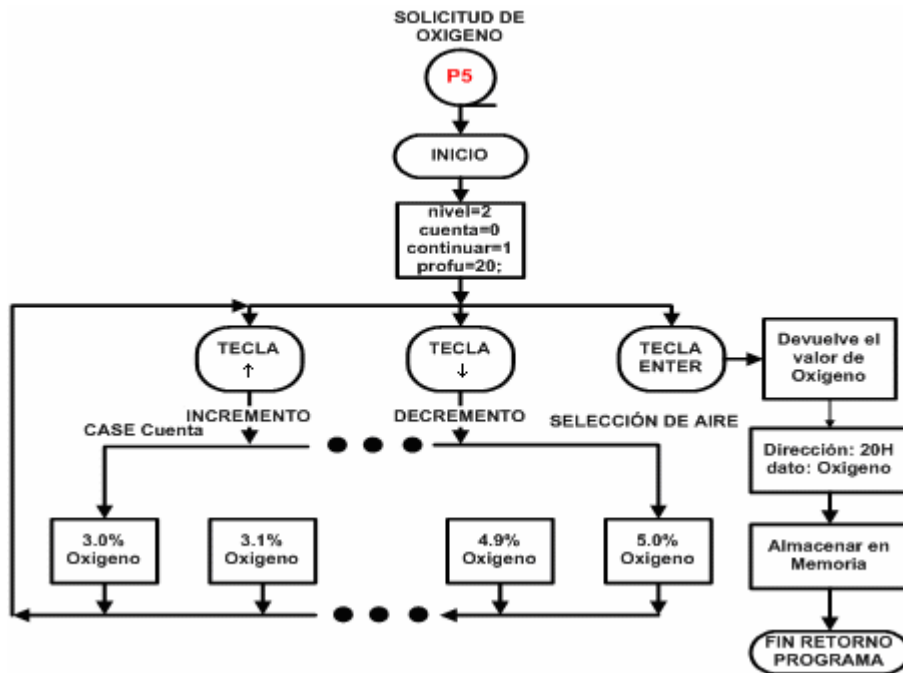 SOLICITUD DE
OXIGENO
P5
INICIO
nivel=2
cuenta=0
continuar=1
profu=20;
TECLA
↑
TECLA
↓
TECLA
ENTER
Devuelve el
valor de
Oxigeno
INCREMENTO
DECREMENTO
SELECCIÓN DE AIRE
CASE Cuenta
Dirección: 20H
dato: Oxigeno
3.0%
Oxigeno
3.1%
Oxigeno
4.9%
Oxigeno
5.0%
Oxigeno
Almacenar en
Memoria
FIN RETORNO
PROGRAMA